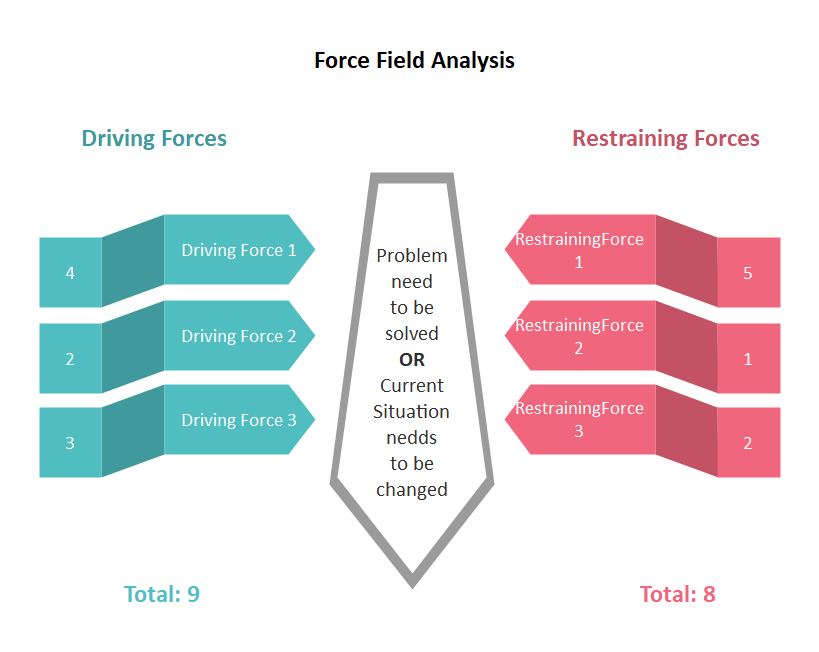 Force Field Analysis
Driving Forces
Restraining Forces
Driving Force 1
4
Driving Force 2
2
Driving Force 3
3
Problem
need
to be
solved
OR
Current
Situation
nedds
to be
changed
RestrainingForce
1
5
RestrainingForce
2
1
RestrainingForce
3
2
Total: 9
Total: 8